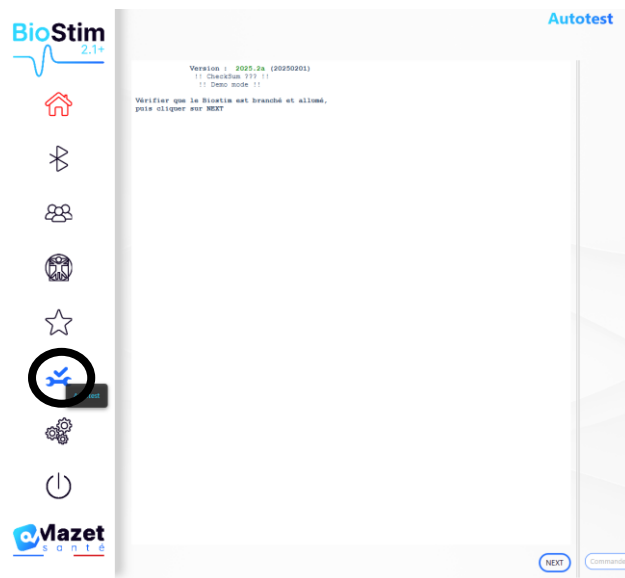 Autotest
BioStim
2.1+
Version : 2025.2a (20250201)
!! CheckSum ??? !!
!! Demo mode !!
Vérifier que le Biostim est branché et allumé,
puis cliquer sur NEXT
Mazet
santé
NEXT